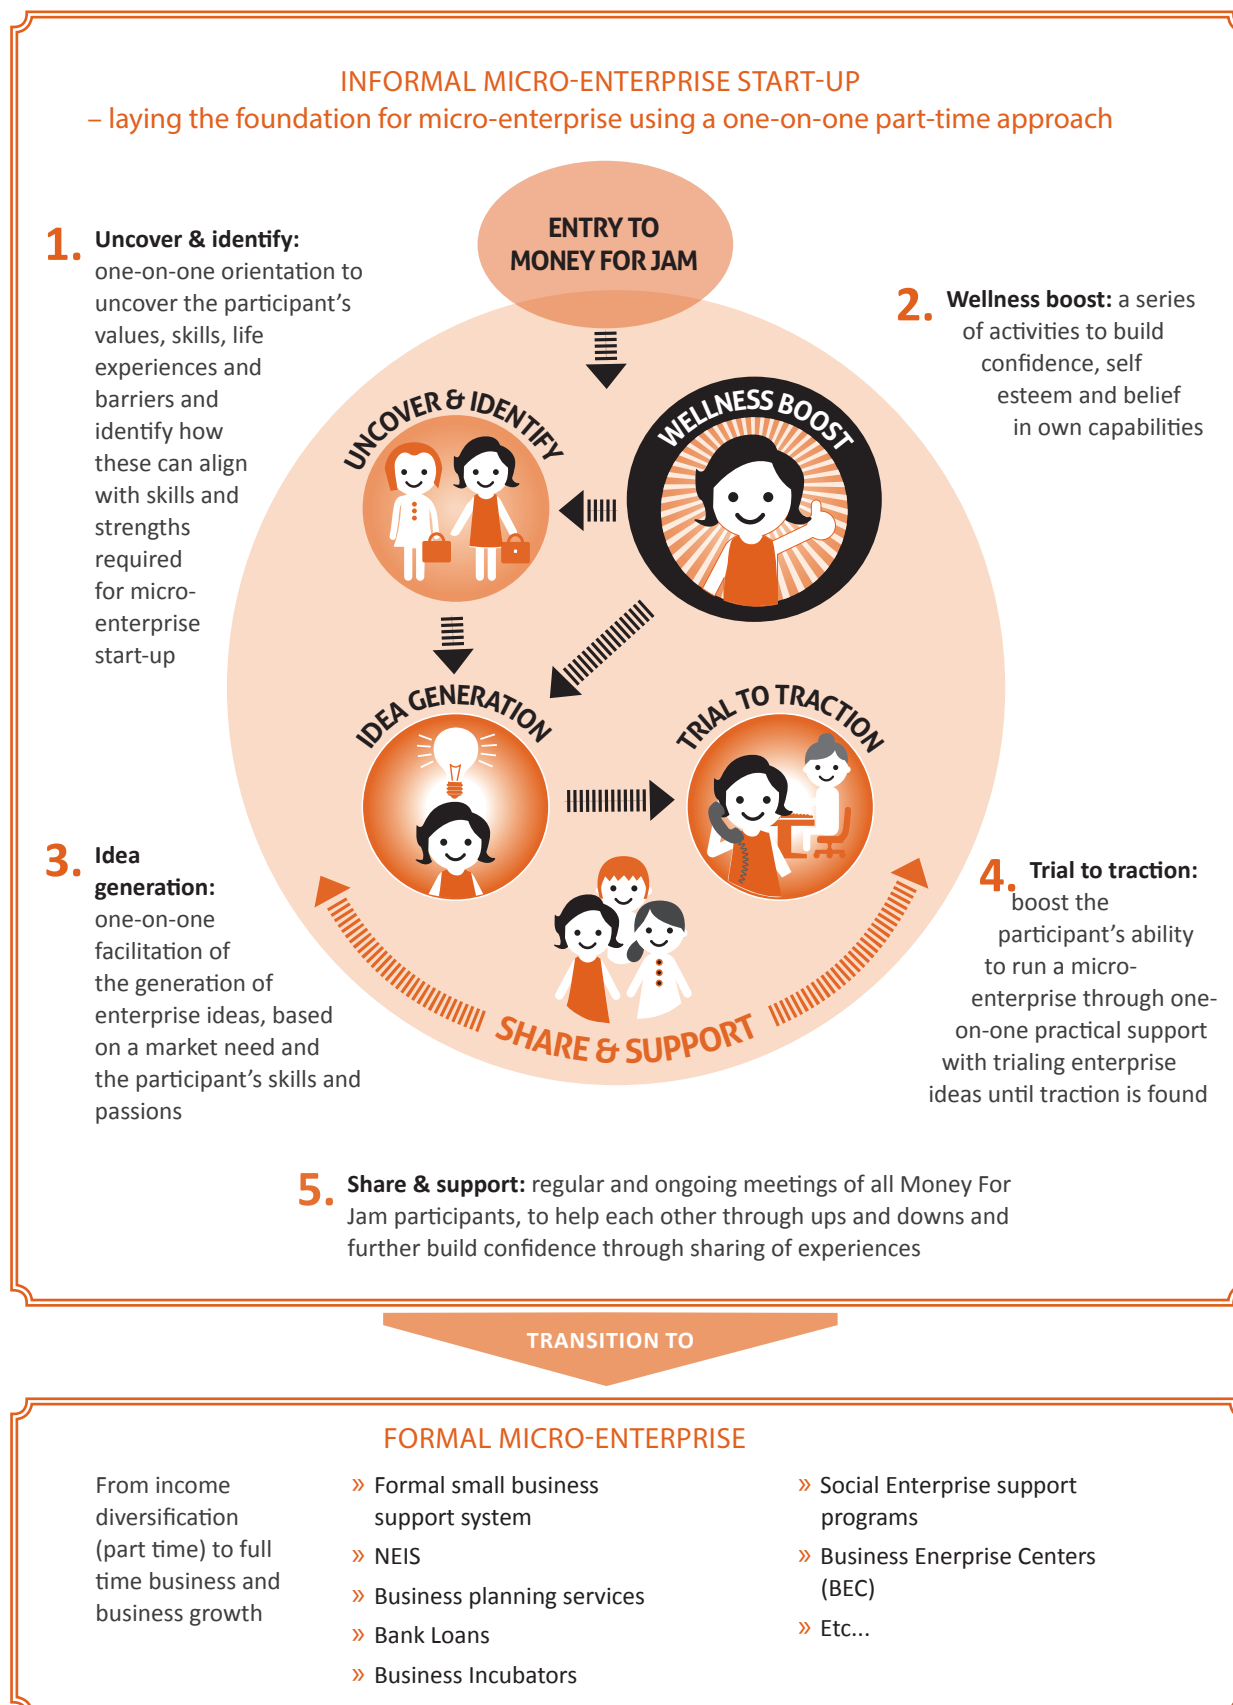 INFORMAL MICRO-ENTERPRISE START-UP
– laying the foundation for micro-enterprise using a one-on-one part-time approach
ENTRY TO
MONEY FOR JAM
1. Uncover & identify:
one-on-one orientation to
uncover the participant's
values, skills, life
experiences and
barriers and
identify how
these can align
with skills and
strengths
required
for micro-
enterprise
start-up
2. Wellness boost: a series
of activities to build
confidence, self
esteem and belief
in own capabilities
UNCOVER & IDENTIFY
WELLNESS BOOST
IDEA GENERATION
TRIAL TO TRACTION
3. Idea
generation:
one-on-one
facilitation of
the generation of
enterprise ideas, based
on a market need and
the participant's skills and
passions
4. Trial to traction:
boost the
participant's ability
to run a micro-
enterprise through one-
on-one practical support
with trialing enterprise
ideas until traction is found
SHARE & SUPPORT
5. Share & support: regular and ongoing meetings of all Money For
Jam participants, to help each other through ups and downs and
further build confidence through sharing of experiences
TRANSITION TO
FORMAL MICRO-ENTERPRISE
From income
diversification
(part time) to full
time business and
business growth
» Formal small business
support system
» NEIS
» Business planning services
» Bank Loans
» Business Incubators
» Social Enterprise support
programs
» Business Enerprise Centers
(BEC)
» Etc...